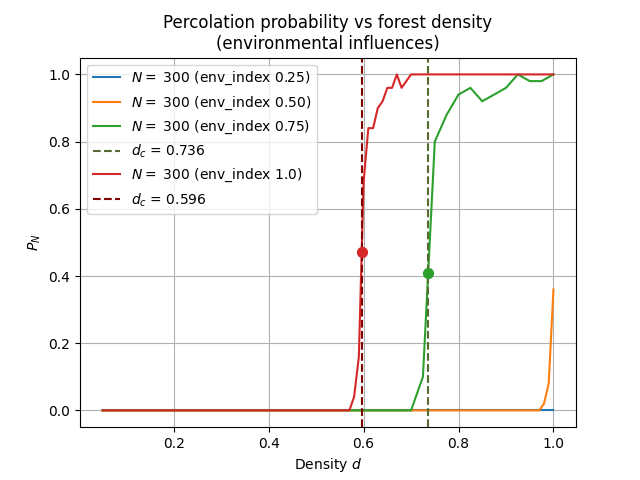 Percolation probability vs forest density
(environmental influences)
N = 300 (env_index 0.25)
N = 300 (env_index 0.50)
N = 300 (env_index 0.75)
d_c = 0.736
N = 300 (env_index 1.0)
d_c = 0.596
1.0
0.8
0.6
0.4
0.2
0.0
P_N
0.2 0.4 0.6 0.8 1.0
Density d